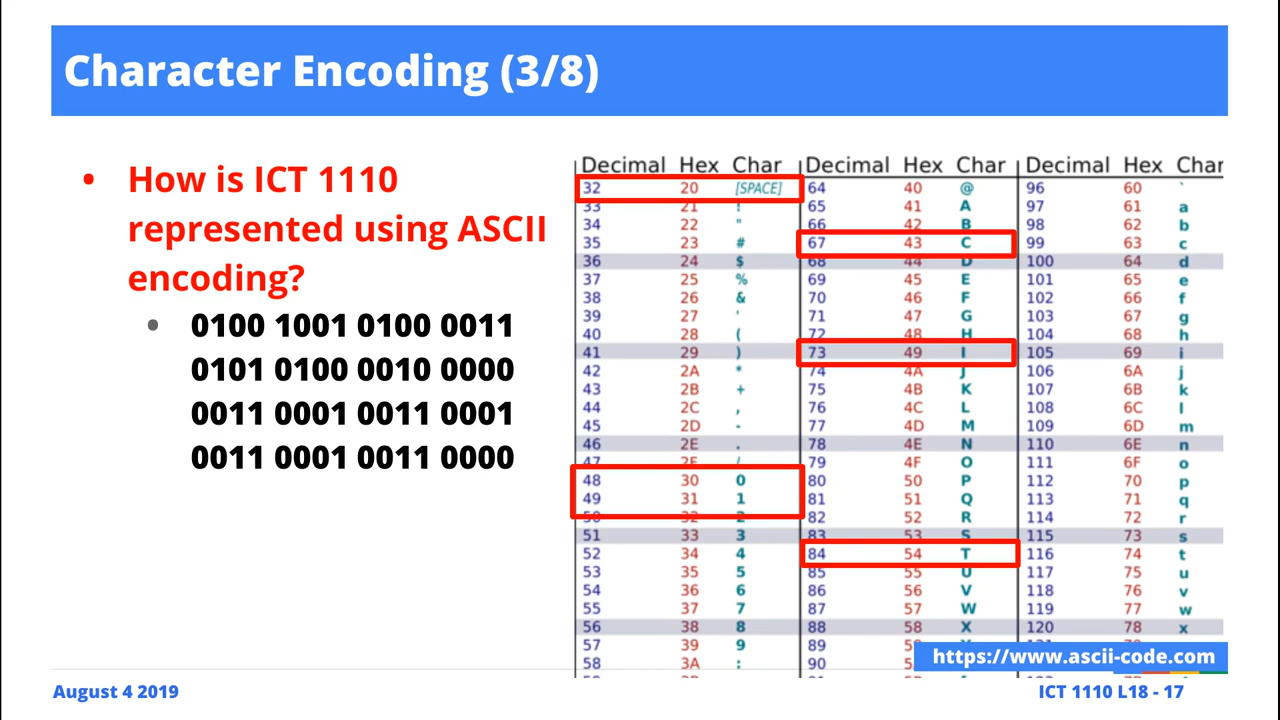 Character Encoding (3/8)
• How is ICT 1110
represented using ASCII
encoding?
• 0100 1001 0100 0011
0101 0100 0010 0000
0011 0001 0011 0001
0011 0001 0011 0000
Decimal Hex Char Decimal Hex Char Decimal Hex Char
32 20 [SPACE] 64 40 @ 96 60 `
33 21 ! 65 41 A 97 61 a
34 22 " 66 42 B 98 62 b
35 23 # 67 43 C 99 63 c
36 24 $ 68 44 D 100 64 d
37 25 % 69 45 E 101 65 e
38 26 & 70 46 F 102 66 f
39 27 ' 71 47 G 103 67 g
40 28 ( 72 48 H 104 68 h
41 29 ) 73 49 I 105 69 i
42 2A * 74 4A J 106 6A j
43 2B + 75 4B K 107 6B k
44 2C , 76 4C L 108 6C l
45 2D - 77 4D M 109 6D m
46 2E . 78 4E N 110 6E n
47 2F / 79 4F O 111 6F o
48 30 0 80 50 P 112 70 p
49 31 1 81 51 Q 113 71 q
50 32 2 82 52 R 114 72 r
51 33 3 83 53 S 115 73 s
52 34 4 84 54 T 116 74 t
53 35 5 85 55 U 117 75 u
54 36 6 86 56 V 118 76 v
55 37 7 87 57 W 119 77 w
56 38 8 88 58 X 120 78 x
57 39 9 89
58 3A : 90
https://www.ascii-code.com
August 4 2019
ICT 1110 L18 - 17